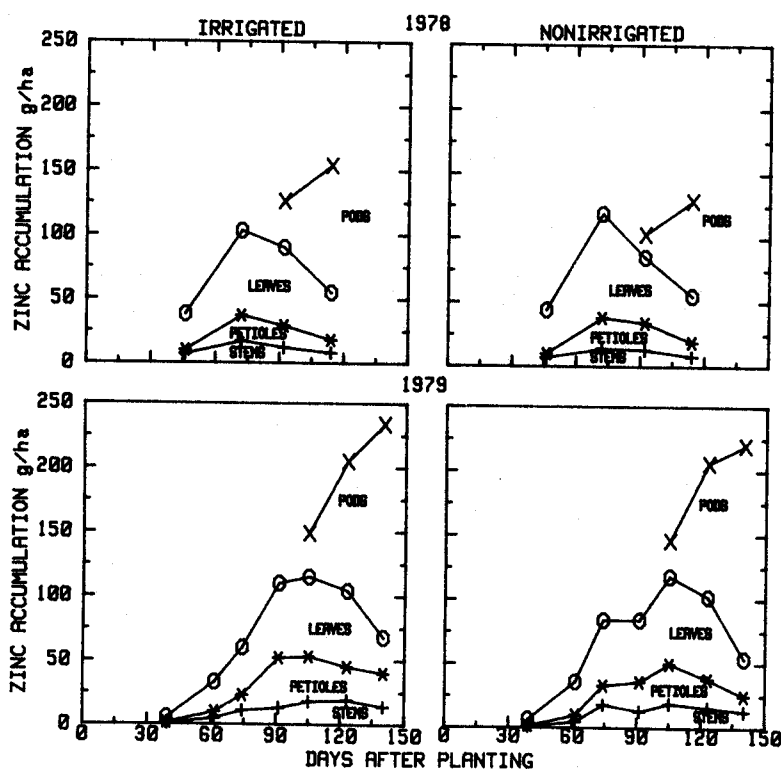 1978
IRRIGATED NONIRRIGATED
ZINC ACCUMULATION g/ha
250
200
150
100
50
0
PODS
LEAVES
PETIOLES
STEMS
PODS
LEAVES
PETIOLES
STEMS
1979
ZINC ACCUMULATION g/ha
250
200
150
100
50
0
PODS
LEAVES
PETIOLES
STEMS
PODS
LEAVES
PETIOLES
STEMS
0 30 60 90 120 150 0 30 60 90 120 150
DAYS AFTER PLANTING